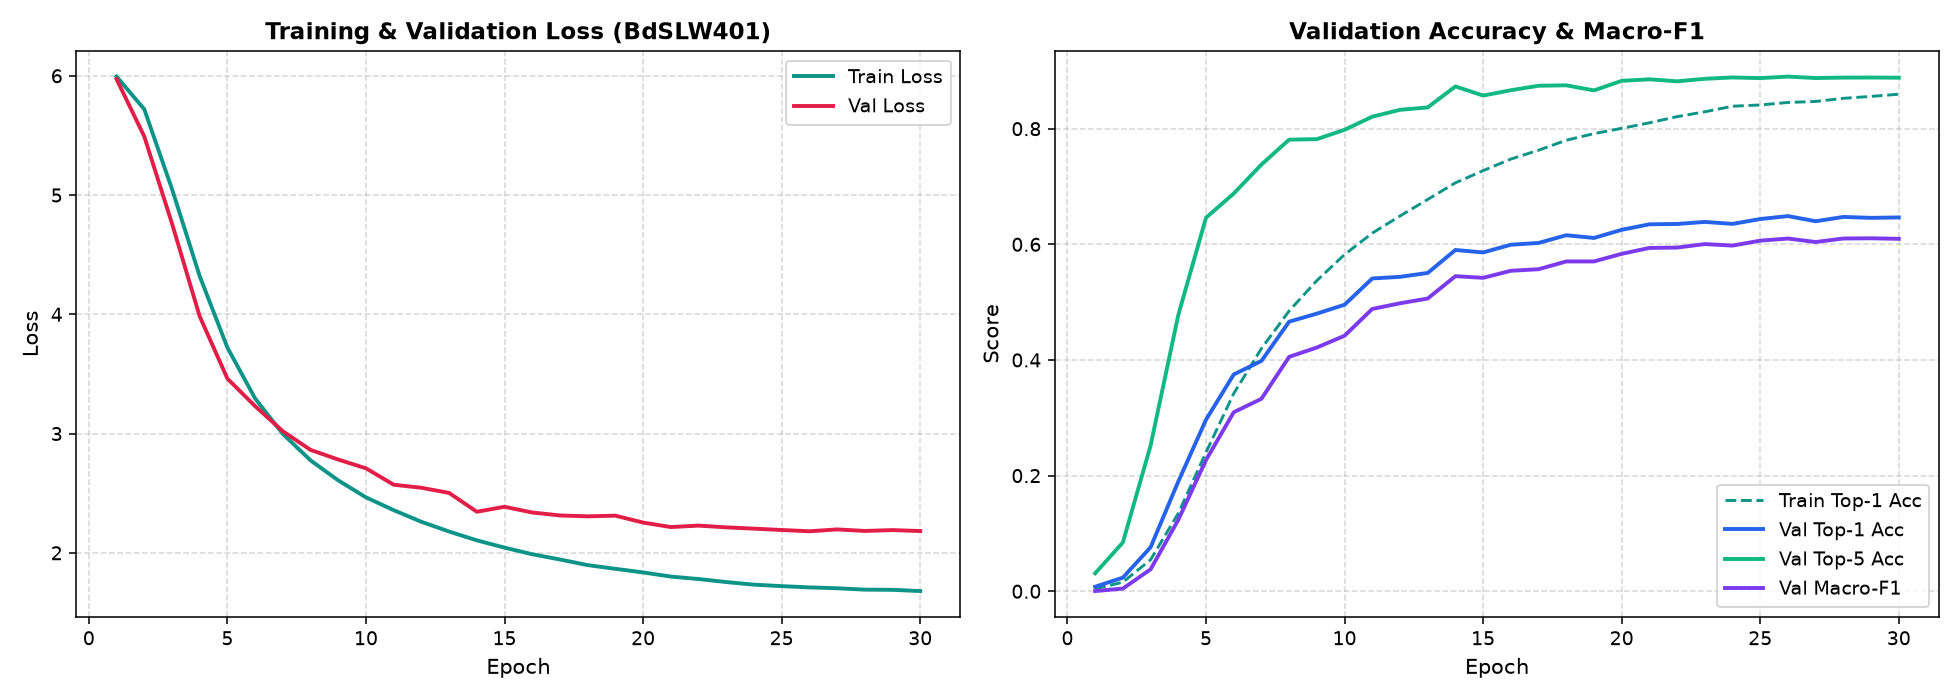 Training & Validation Loss (BdSLW401)
Train Loss
Val Loss
6
5
4
3
2
Loss
0
5
10
15
20
25
30
Epoch
Validation Accuracy & Macro-F1
0.8
0.6
0.4
0.2
0.0
Score
Train Top-1 Acc
Val Top-1 Acc
Val Top-5 Acc
Val Macro-F1
0
5
10
15
20
25
30
Epoch